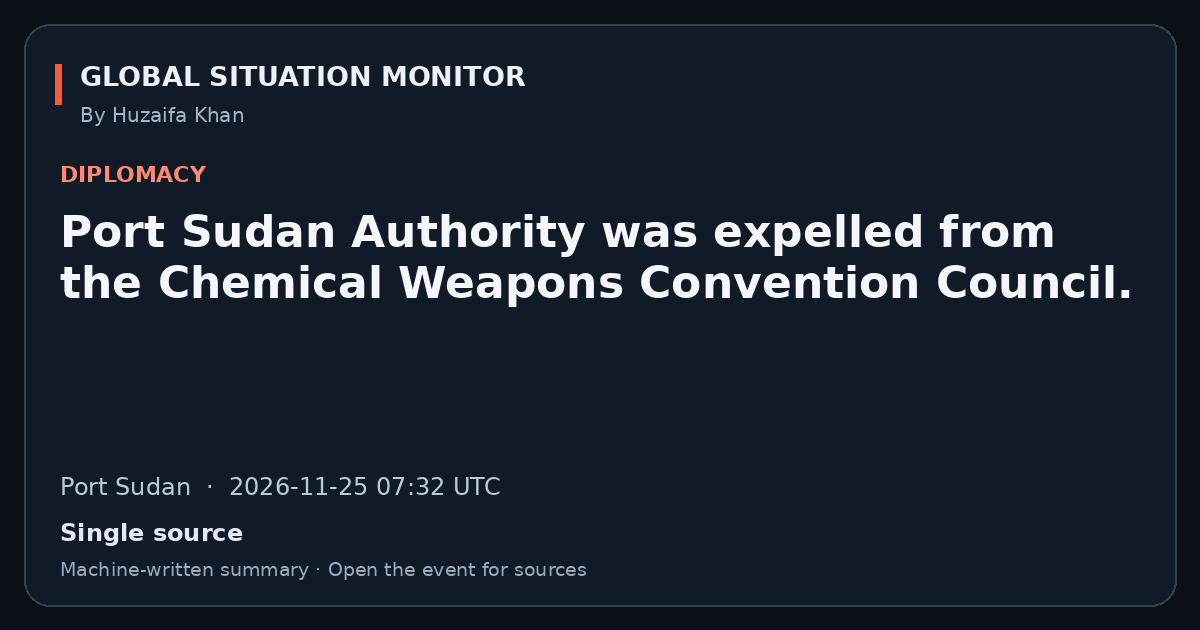 GLOBAL SITUATION MONITOR
By Huzaifa Khan
DIPLOMACY
Port Sudan Authority was expelled from
the Chemical Weapons Convention Council.
Port Sudan · 2026-11-25 07:32 UTC
Single source
Machine-written summary · Open the event for sources